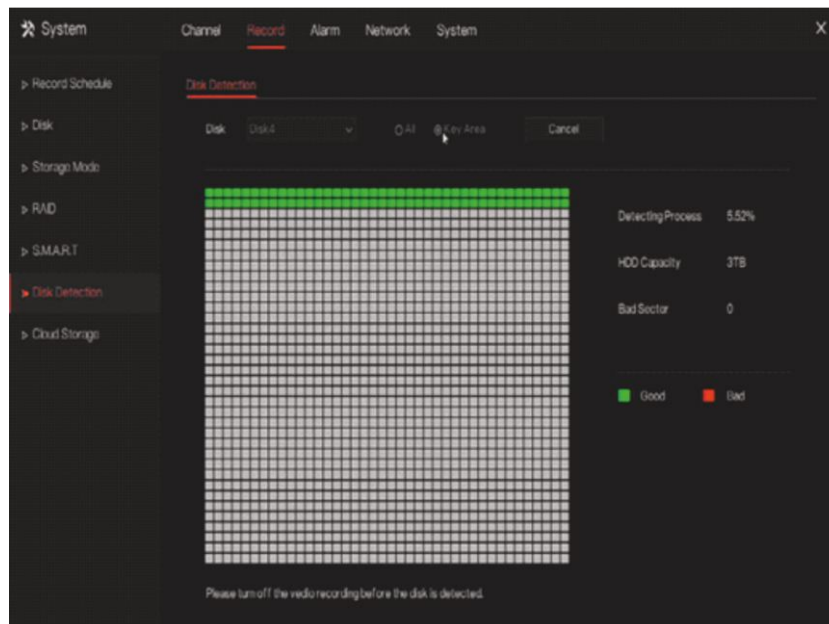 System
Channel Record Alarm Network System X
Record Schedule
Disk
Storage Mode
RAID
S.M.A.R.T
Disk Detection
Cloud Storage
Disk Detection
Disk Disk4 All Key Area Cancel
Detecting Process 5.52%
HDD Capacity 3TB
Bad Sector 0
Good Bad
Please turn off the vedio recording before the disk is detected.